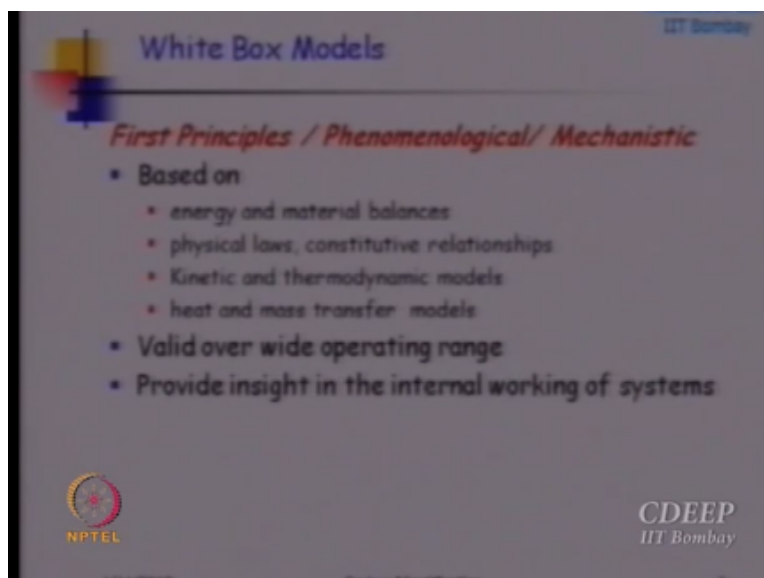 IIT Bombay
White Box Models
First Principles / Phenomenological/ Mechanistic
Based on
energy and material balances
physical laws, constitutive relationships
Kinetic and thermodynamic models
heat and mass transfer models
Valid over wide operating range
Provide insight in the internal working of systems
NPTEL
CDEEP
IIT Bombay